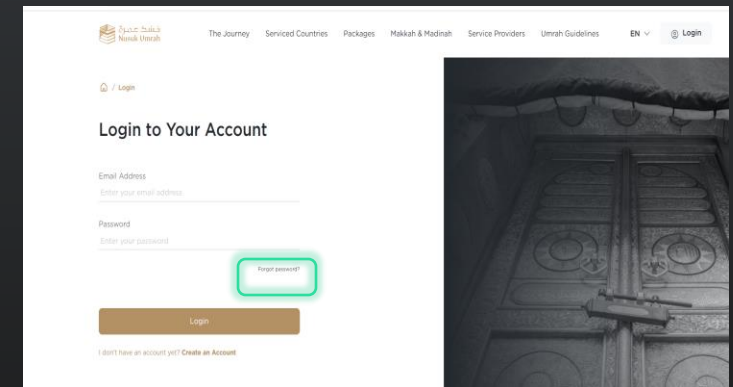 Nusuk Umrah
The Journey Serviced Countries Packages Makkah & Madinah Service Providers Umrah Guidelines EN Login
/ Login
Login to Your Account
Email Address
Enter your email address
Password
Enter your password
Forgot password?
Login
I don't have an account yet? Create an Account